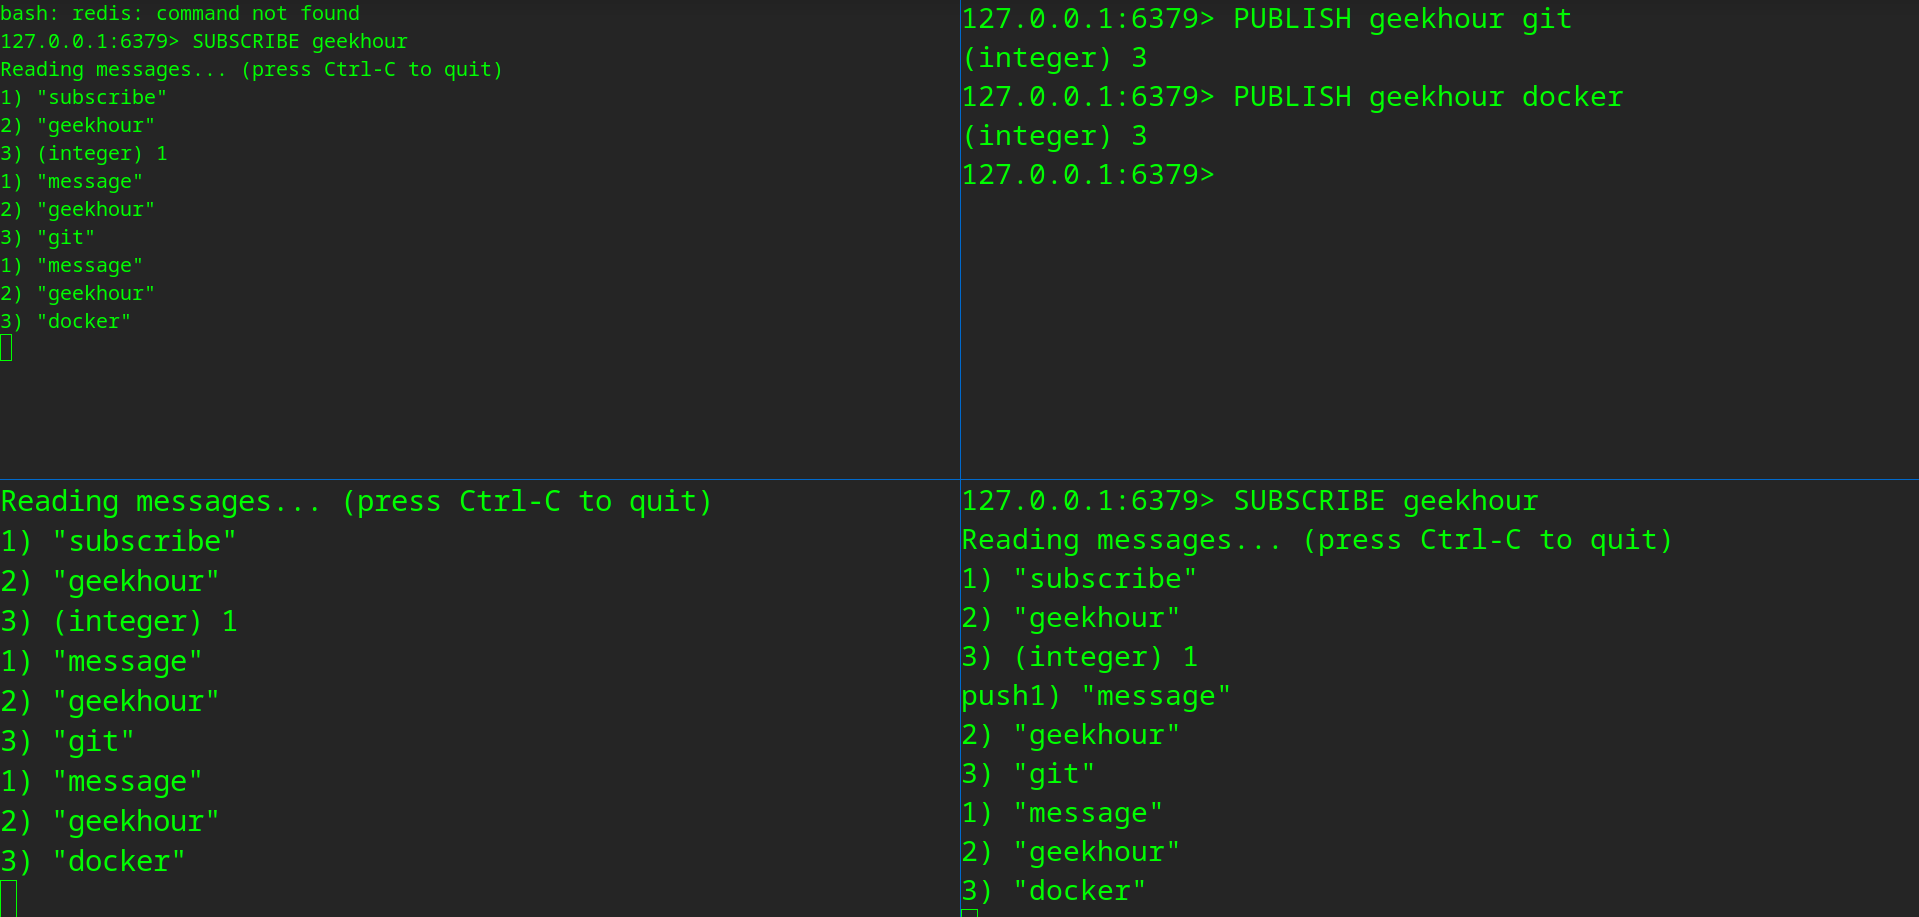 bash: redis: command not found
127.0.0.1:6379> SUBSCRIBE geekhour
Reading messages... (press Ctrl-C to quit)
1) "subscribe"
2) "geekhour"
3) (integer) 1
1) "message"
2) "geekhour"
3) "git"
1) "message"
2) "geekhour"
3) "docker"
127.0.0.1:6379> PUBLISH geekhour git
(integer) 3
127.0.0.1:6379> PUBLISH geekhour docker
(integer) 3
127.0.0.1:6379>
Reading messages... (press Ctrl-C to quit)
1) "subscribe"
2) "geekhour"
3) (integer) 1
1) "message"
2) "geekhour"
3) "git"
1) "message"
2) "geekhour"
3) "docker"
127.0.0.1:6379> SUBSCRIBE geekhour
Reading messages... (press Ctrl-C to quit)
1) "subscribe"
2) "geekhour"
3) (integer) 1
push1) "message"
2) "geekhour"
3) "git"
1) "message"
2) "geekhour"
3) "docker"